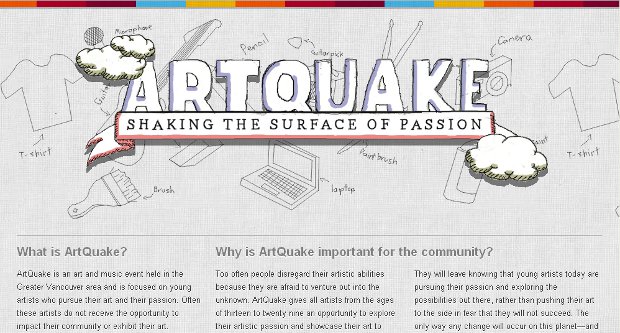 Microphone
Pencil
Guitarpick
Camera
ARTQUAKE
SHAKING THE SURFACE OF PASSION
T-shirt
Paintbrush
T-shirt
Brush
laptop
What is ArtQuake?
ArtQuake is an art and music event held in the
Greater Vancouver area and is focused on young
artists who pursue their art and their passion. Often
these artists do not receive the opportunity to
impact their community or exhibit their art.
Why is ArtQuake important for the community?
Too often people disregard their artistic abilities
because they are afraid to venture out into the
unknown. ArtQuake gives all artists from the ages
of thirteen to twenty nine an opportunity to explore
their artistic passion and showcase their art to
They will leave knowing that young artists today are
pursuing their passion and exploring the
possibilities out there, rather than pushing their art
to the side in fear that they will not succeed. The
only way any change will occur on this planet—and